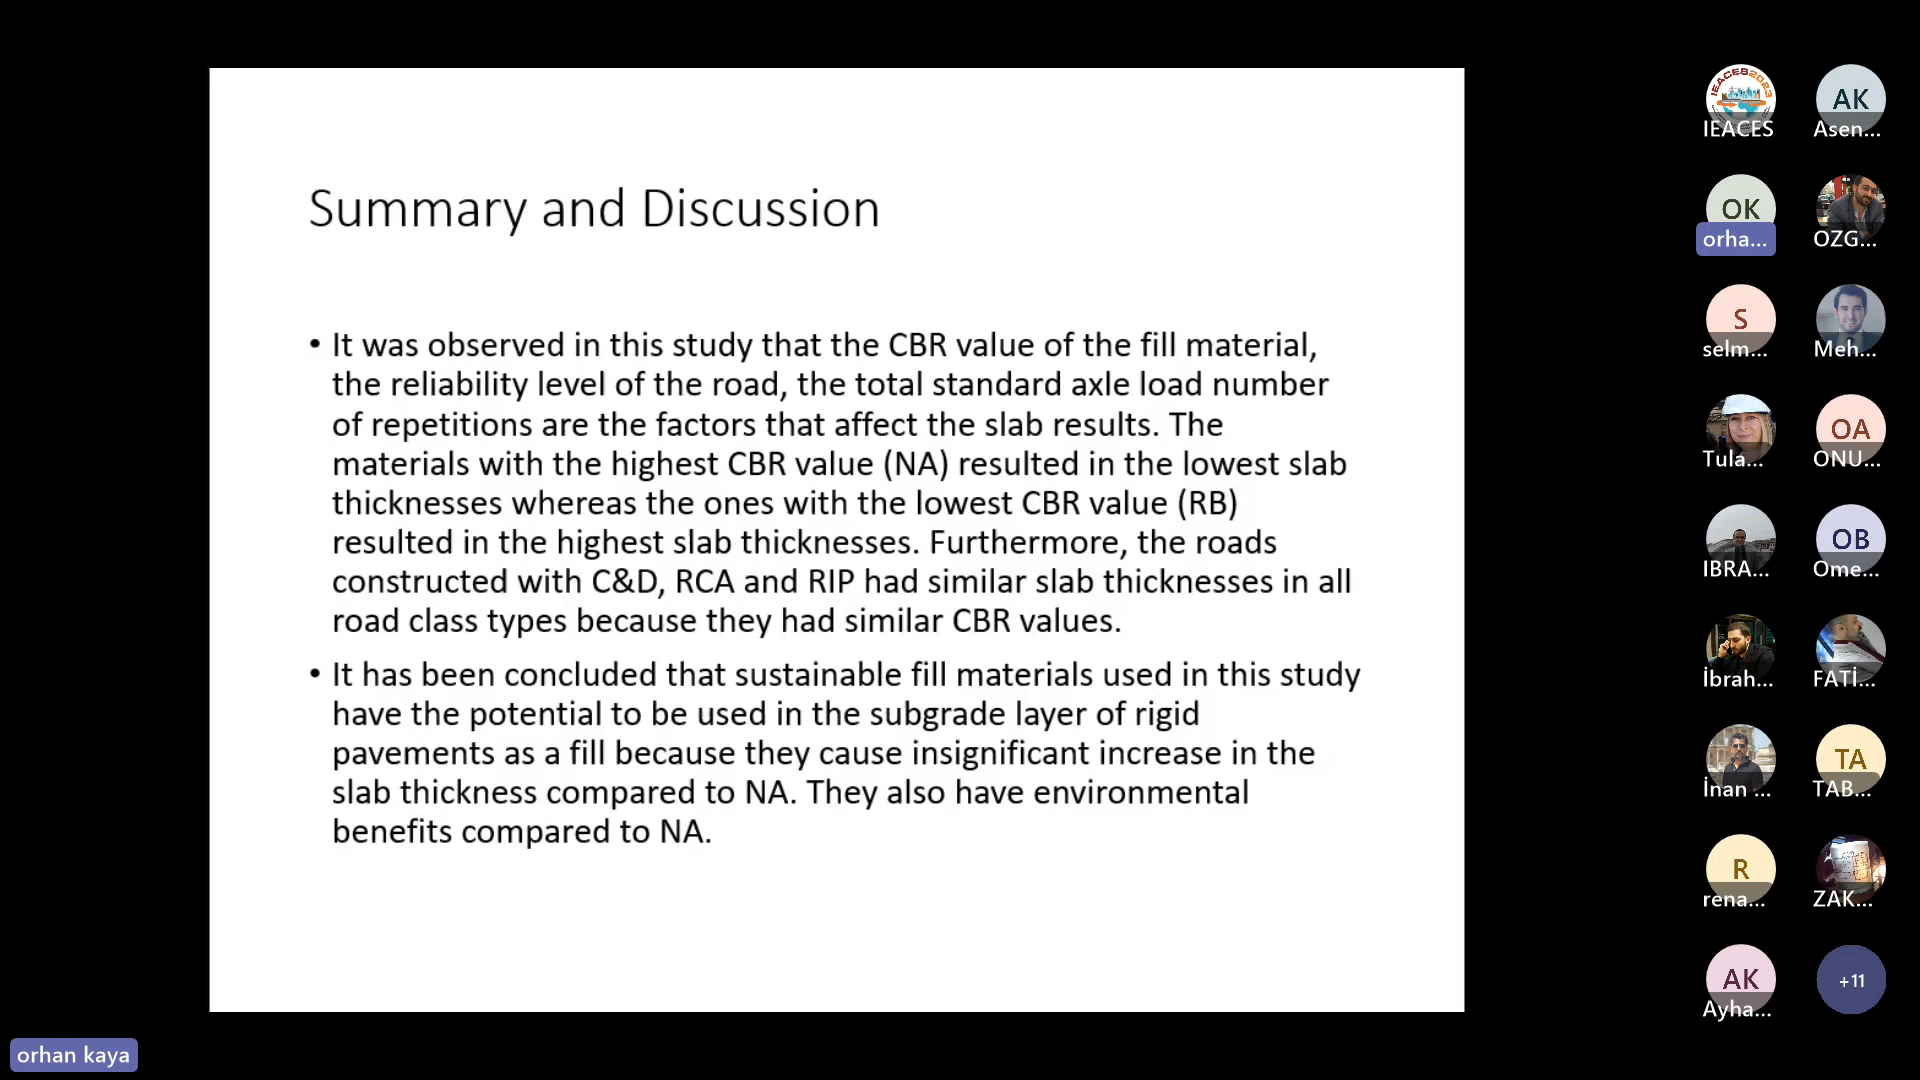 Summary and Discussion
• It was observed in this study that the CBR value of the fill material,
the reliability level of the road, the total standard axle load number
of repetitions are the factors that affect the slab results. The
materials with the highest CBR value (NA) resulted in the lowest slab
thicknesses whereas the ones with the lowest CBR value (RB)
resulted in the highest slab thicknesses. Furthermore, the roads
constructed with C&D, RCA and RIP had similar slab thicknesses in all
road class types because they had similar CBR values.
• It has been concluded that sustainable fill materials used in this study
have the potential to be used in the subgrade layer of rigid
pavements as a fill because they cause insignificant increase in the
slab thickness compared to NA. They also have environmental
benefits compared to NA.
orhan kaya
IEACES2023
IEACES
AK
Asen...
OK
orha...
OZG...
S
selm...
Meh...
Tula...
OA
ONU...
IBRA...
OB
Ome...
İbrah...
FATİ...
İnan ...
TA
TAB...
R
rena...
ZAK...
AK
Ayha...
+11